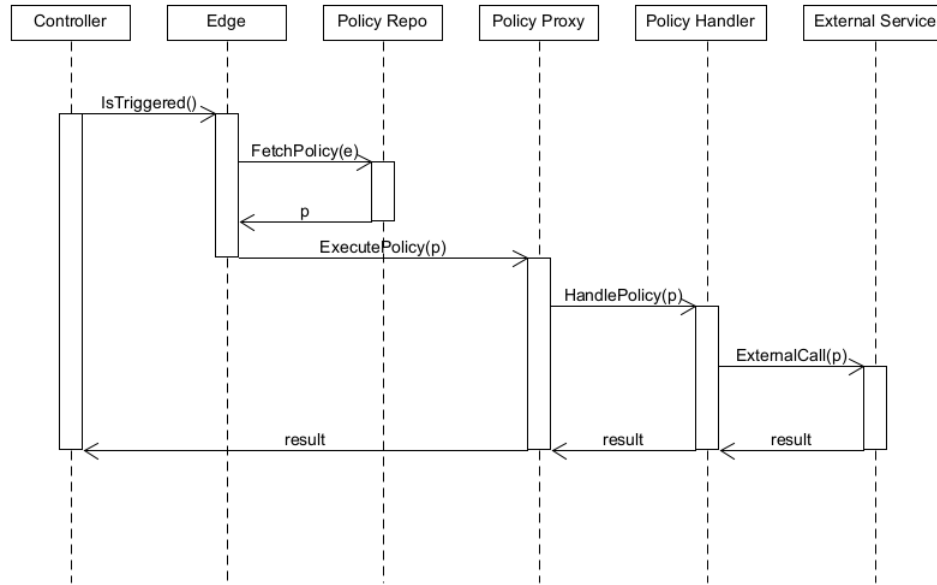 Controller
Edge
Policy Repo
Policy Proxy
Policy Handler
External Service
IsTriggered()
FetchPolicy(e)
p
ExecutePolicy(p)
HandlePolicy(p)
ExternalCall(p)
result
result
result